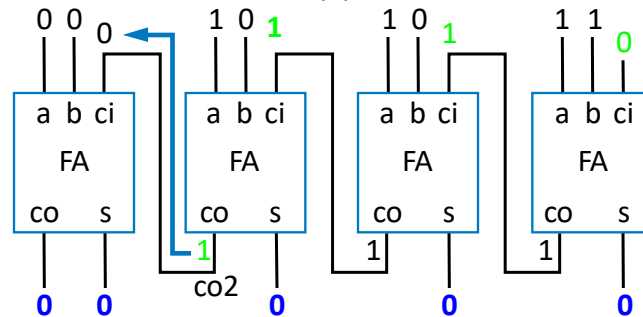 0 0 0 1 0 1 1 0 1 1 1 0
a b ci a b ci a b ci a b ci
FA FA FA FA
co s co s co s co s
1 1 1
co2
0 0 0 0 0